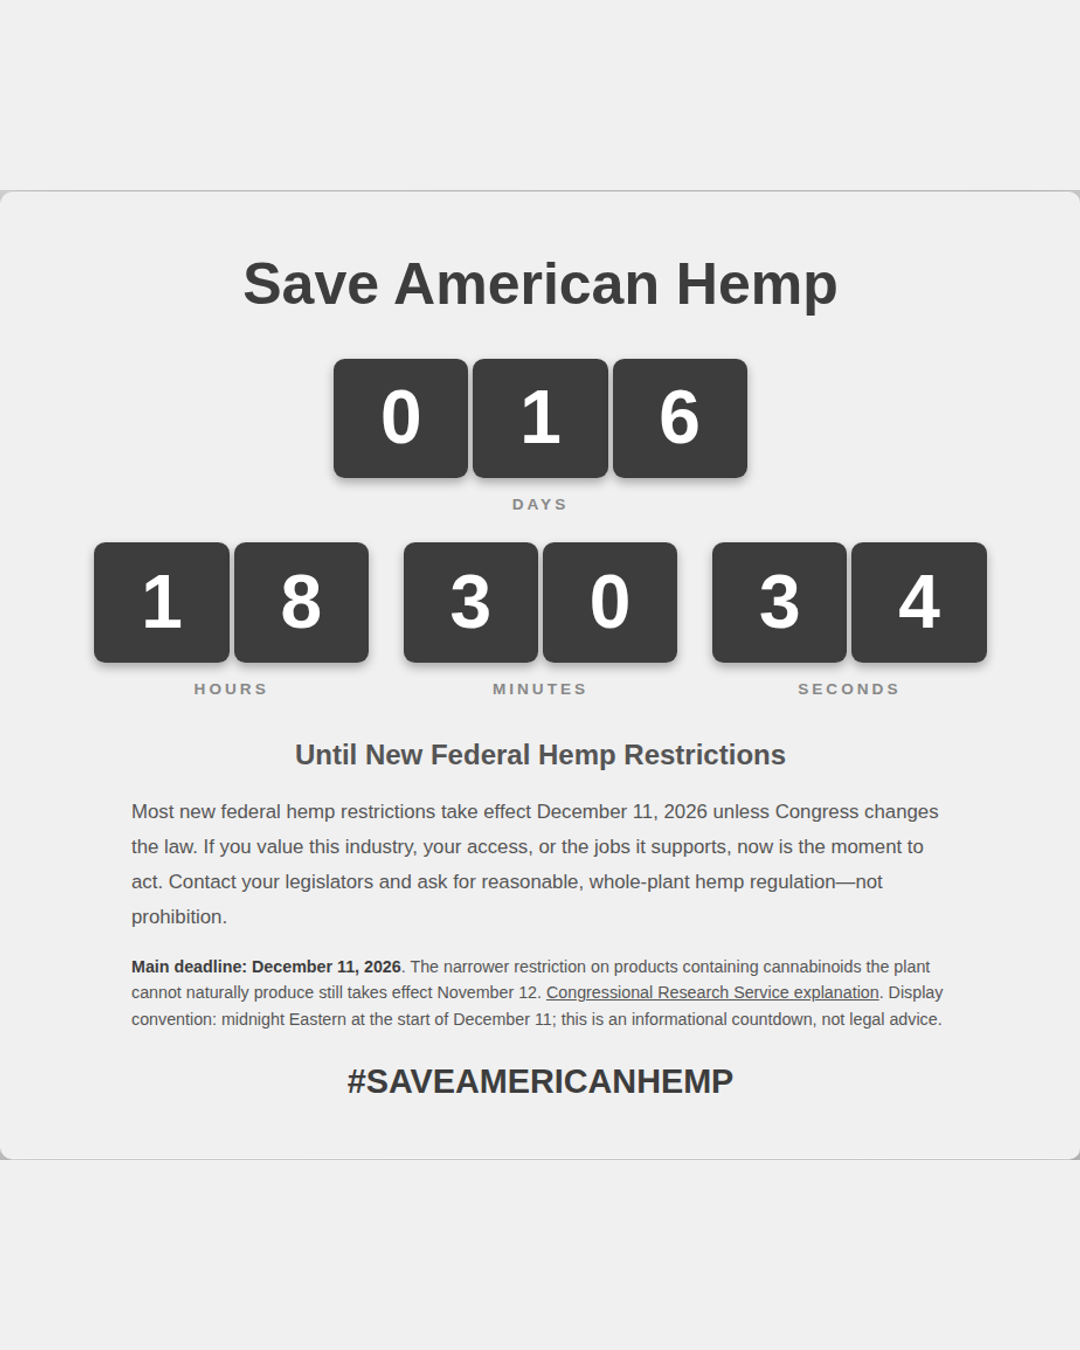 Save American Hemp
0 1 6
DAYS
1 8 3 0 3 4
HOURS MINUTES SECONDS
Until New Federal Hemp Restrictions
Most new federal hemp restrictions take effect December 11, 2026 unless Congress changes
the law. If you value this industry, your access, or the jobs it supports, now is the moment to
act. Contact your legislators and ask for reasonable, whole-plant hemp regulation—not
prohibition.
Main deadline: December 11, 2026. The narrower restriction on products containing cannabinoids the plant
cannot naturally produce still takes effect November 12. Congressional Research Service explanation. Display
convention: midnight Eastern at the start of December 11; this is an informational countdown, not legal advice.
#SAVEAMERICANHEMP